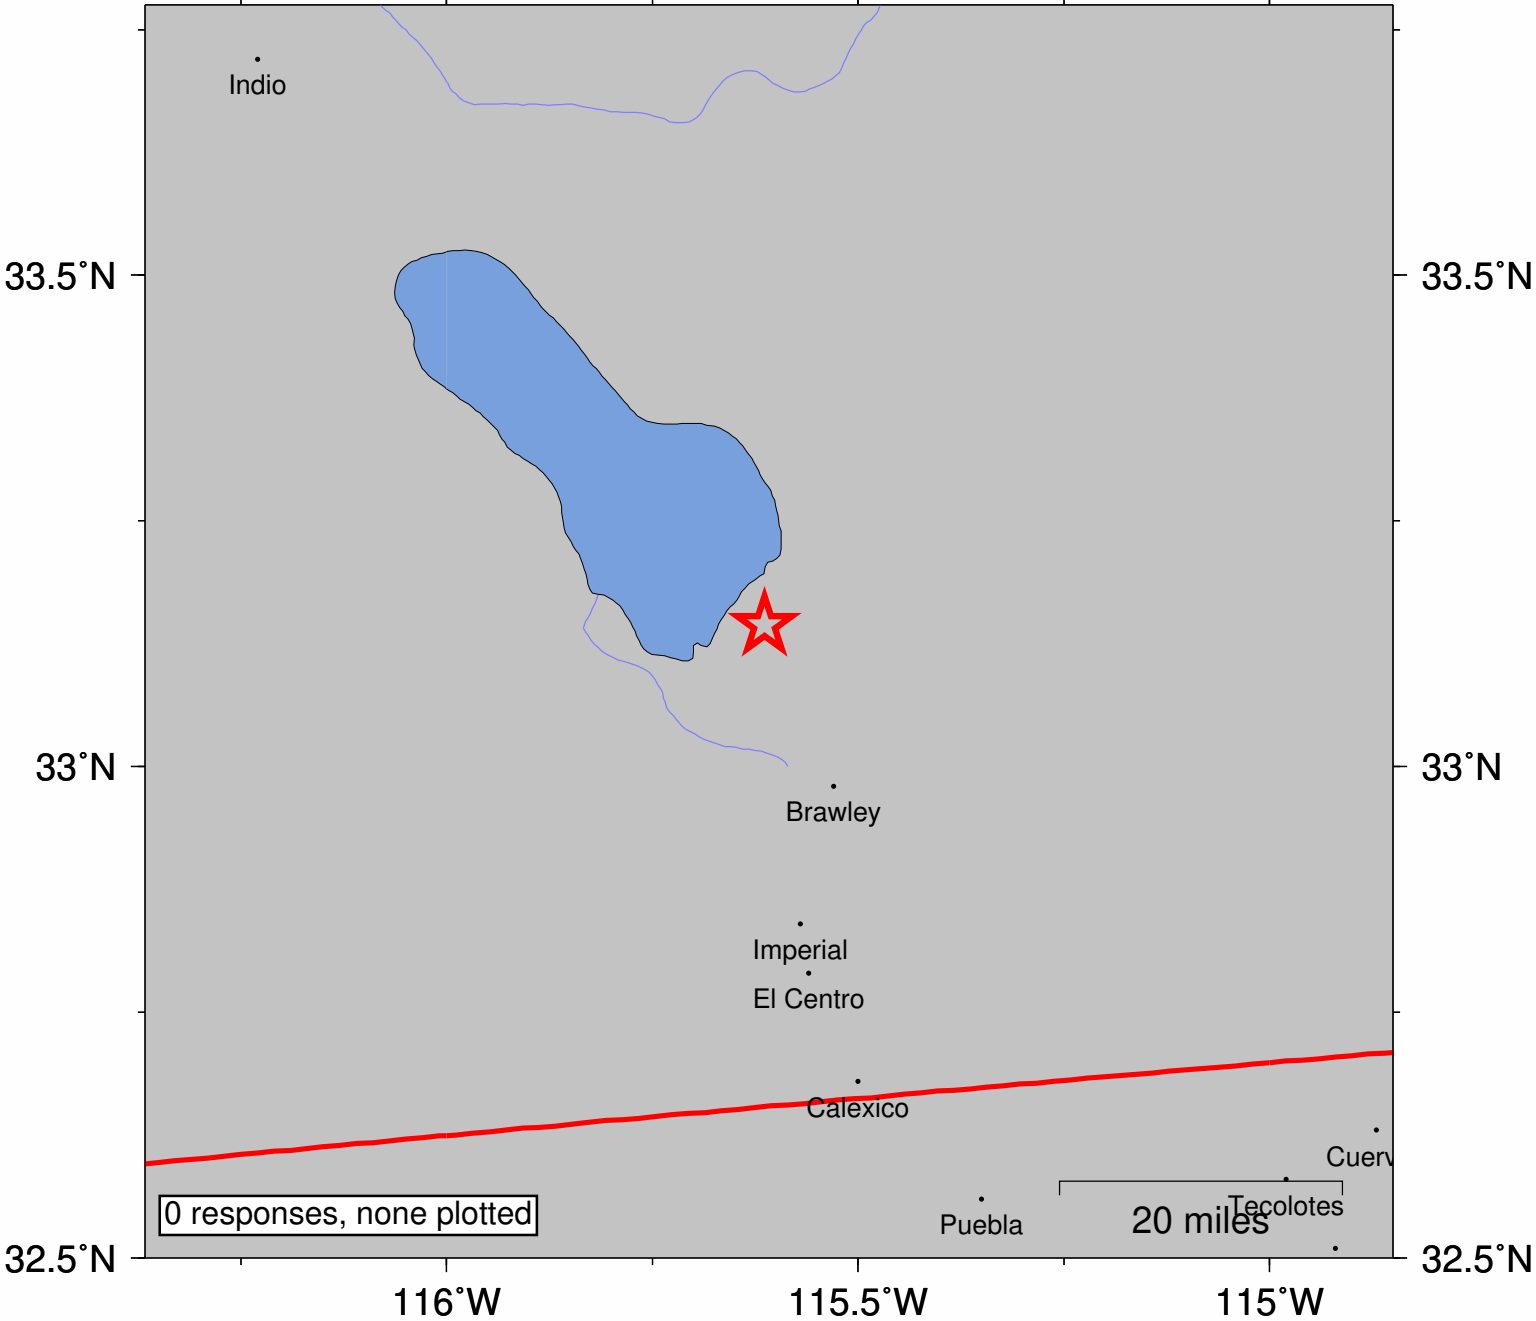 Indio
33.5°N
33.5°N
33°N
33°N
Brawley
Imperial
El Centro
Calexico
Cuerv
Tecolotes
0 responses, none plotted
Puebla
20 miles
32.5°N
32.5°N
116°W
115.5°W
115°W